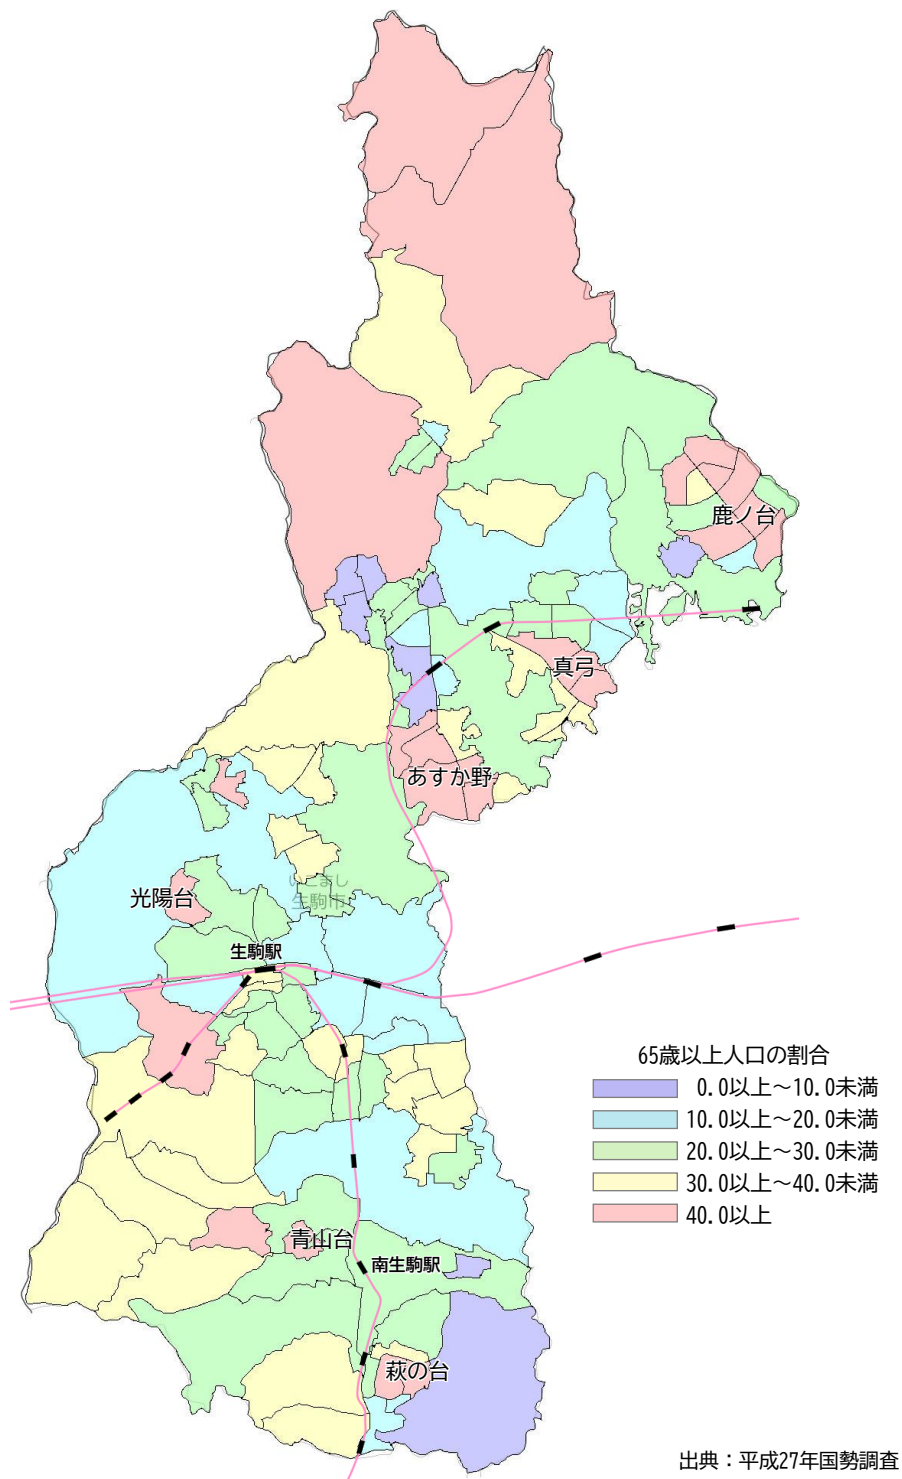 鹿ノ台
真弓
あすか野
いこまし
生駒市
光陽台
生駒駅
65歳以上人口の割合
0.0以上～10.0未満
10.0以上～20.0未満
20.0以上～30.0未満
30.0以上～40.0未満
40.0以上
青山台
南生駒駅
萩の台
出典：平成27年国勢調査